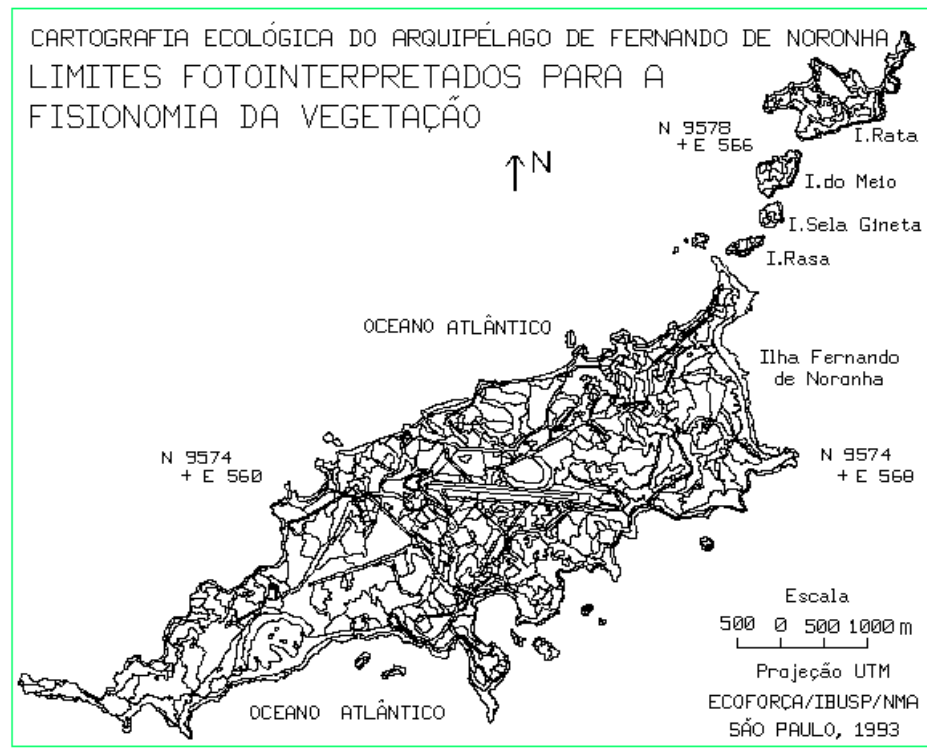 CARTOGRAFIA ECOLÓGICA DO ARQUIPÉLAGO DE FERNANDO DE NORONHA
LIMITES FOTOINTERPRETADOS PARA A
FISIONOMIA DA VEGETAÇÃO
N 9578
+ E 566
I.Rata
N
I.do Meio
I.Sela Gineta
I.Rasa
OCEANO ATLÂNTICO
Ilha Fernando
de Noronha
N 9574
+ E 560
N 9574
+ E 568
Escala
500 0 500 1000 m
Projeção UTM
ECOFORÇA/IBUSP/NMA
SÃO PAULO, 1993
OCEANO ATLÂNTICO